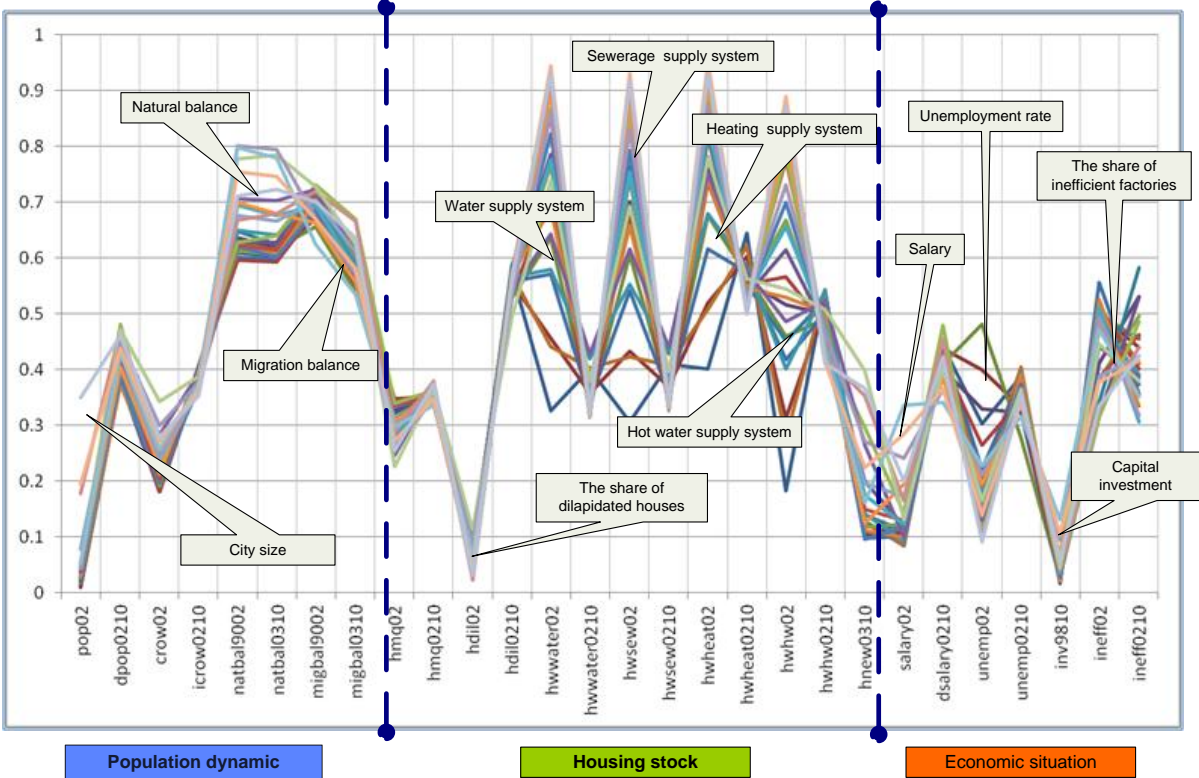 1
0.9
0.8
0.7
0.6
0.5
0.4
0.3
0.2
0.1
0
Natural balance
Migration balance
City size
Water supply system
Sewerage supply system
Heating supply system
Hot water supply system
The share of
dilapidated houses
Salary
Unemployment rate
The share of
inefficient factories
Capital
investment
pop02
dpop0210
crow02
icrow0210
natbal9002
natbal0310
migbal9002
migbal0310
hmq02
hmq0210
hdil02
hdil0210
hwwater02
hwwater0210
hwsew02
hwsew0210
hwheat02
hwheat0210
hwhw02
hwhw0210
hnew0310
salary02
dsalary0210
unemp02
unemp0210
inv9810
ineff02
ineff0210
Population dynamic
Housing stock
Economic situation